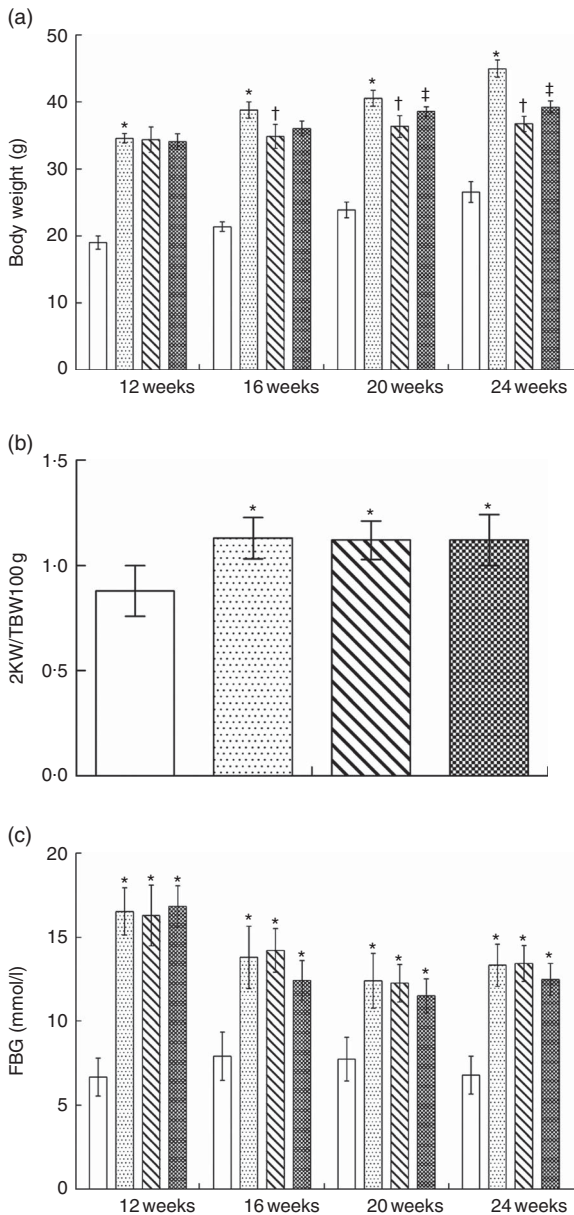 (a)
Body weight (g)
50
40
30
20
10
0
*
*
†
*
†
‡
*
†
‡
12 weeks
16 weeks
20 weeks
24 weeks
(b)
2KW/TBW100 g
1·5
1·0
0·5
0·0
*
*
*
(c)
FBG (mmol/l)
20
15
10
5
0
* * *
* * *
* * *
* * *
12 weeks
16 weeks
20 weeks
24 weeks